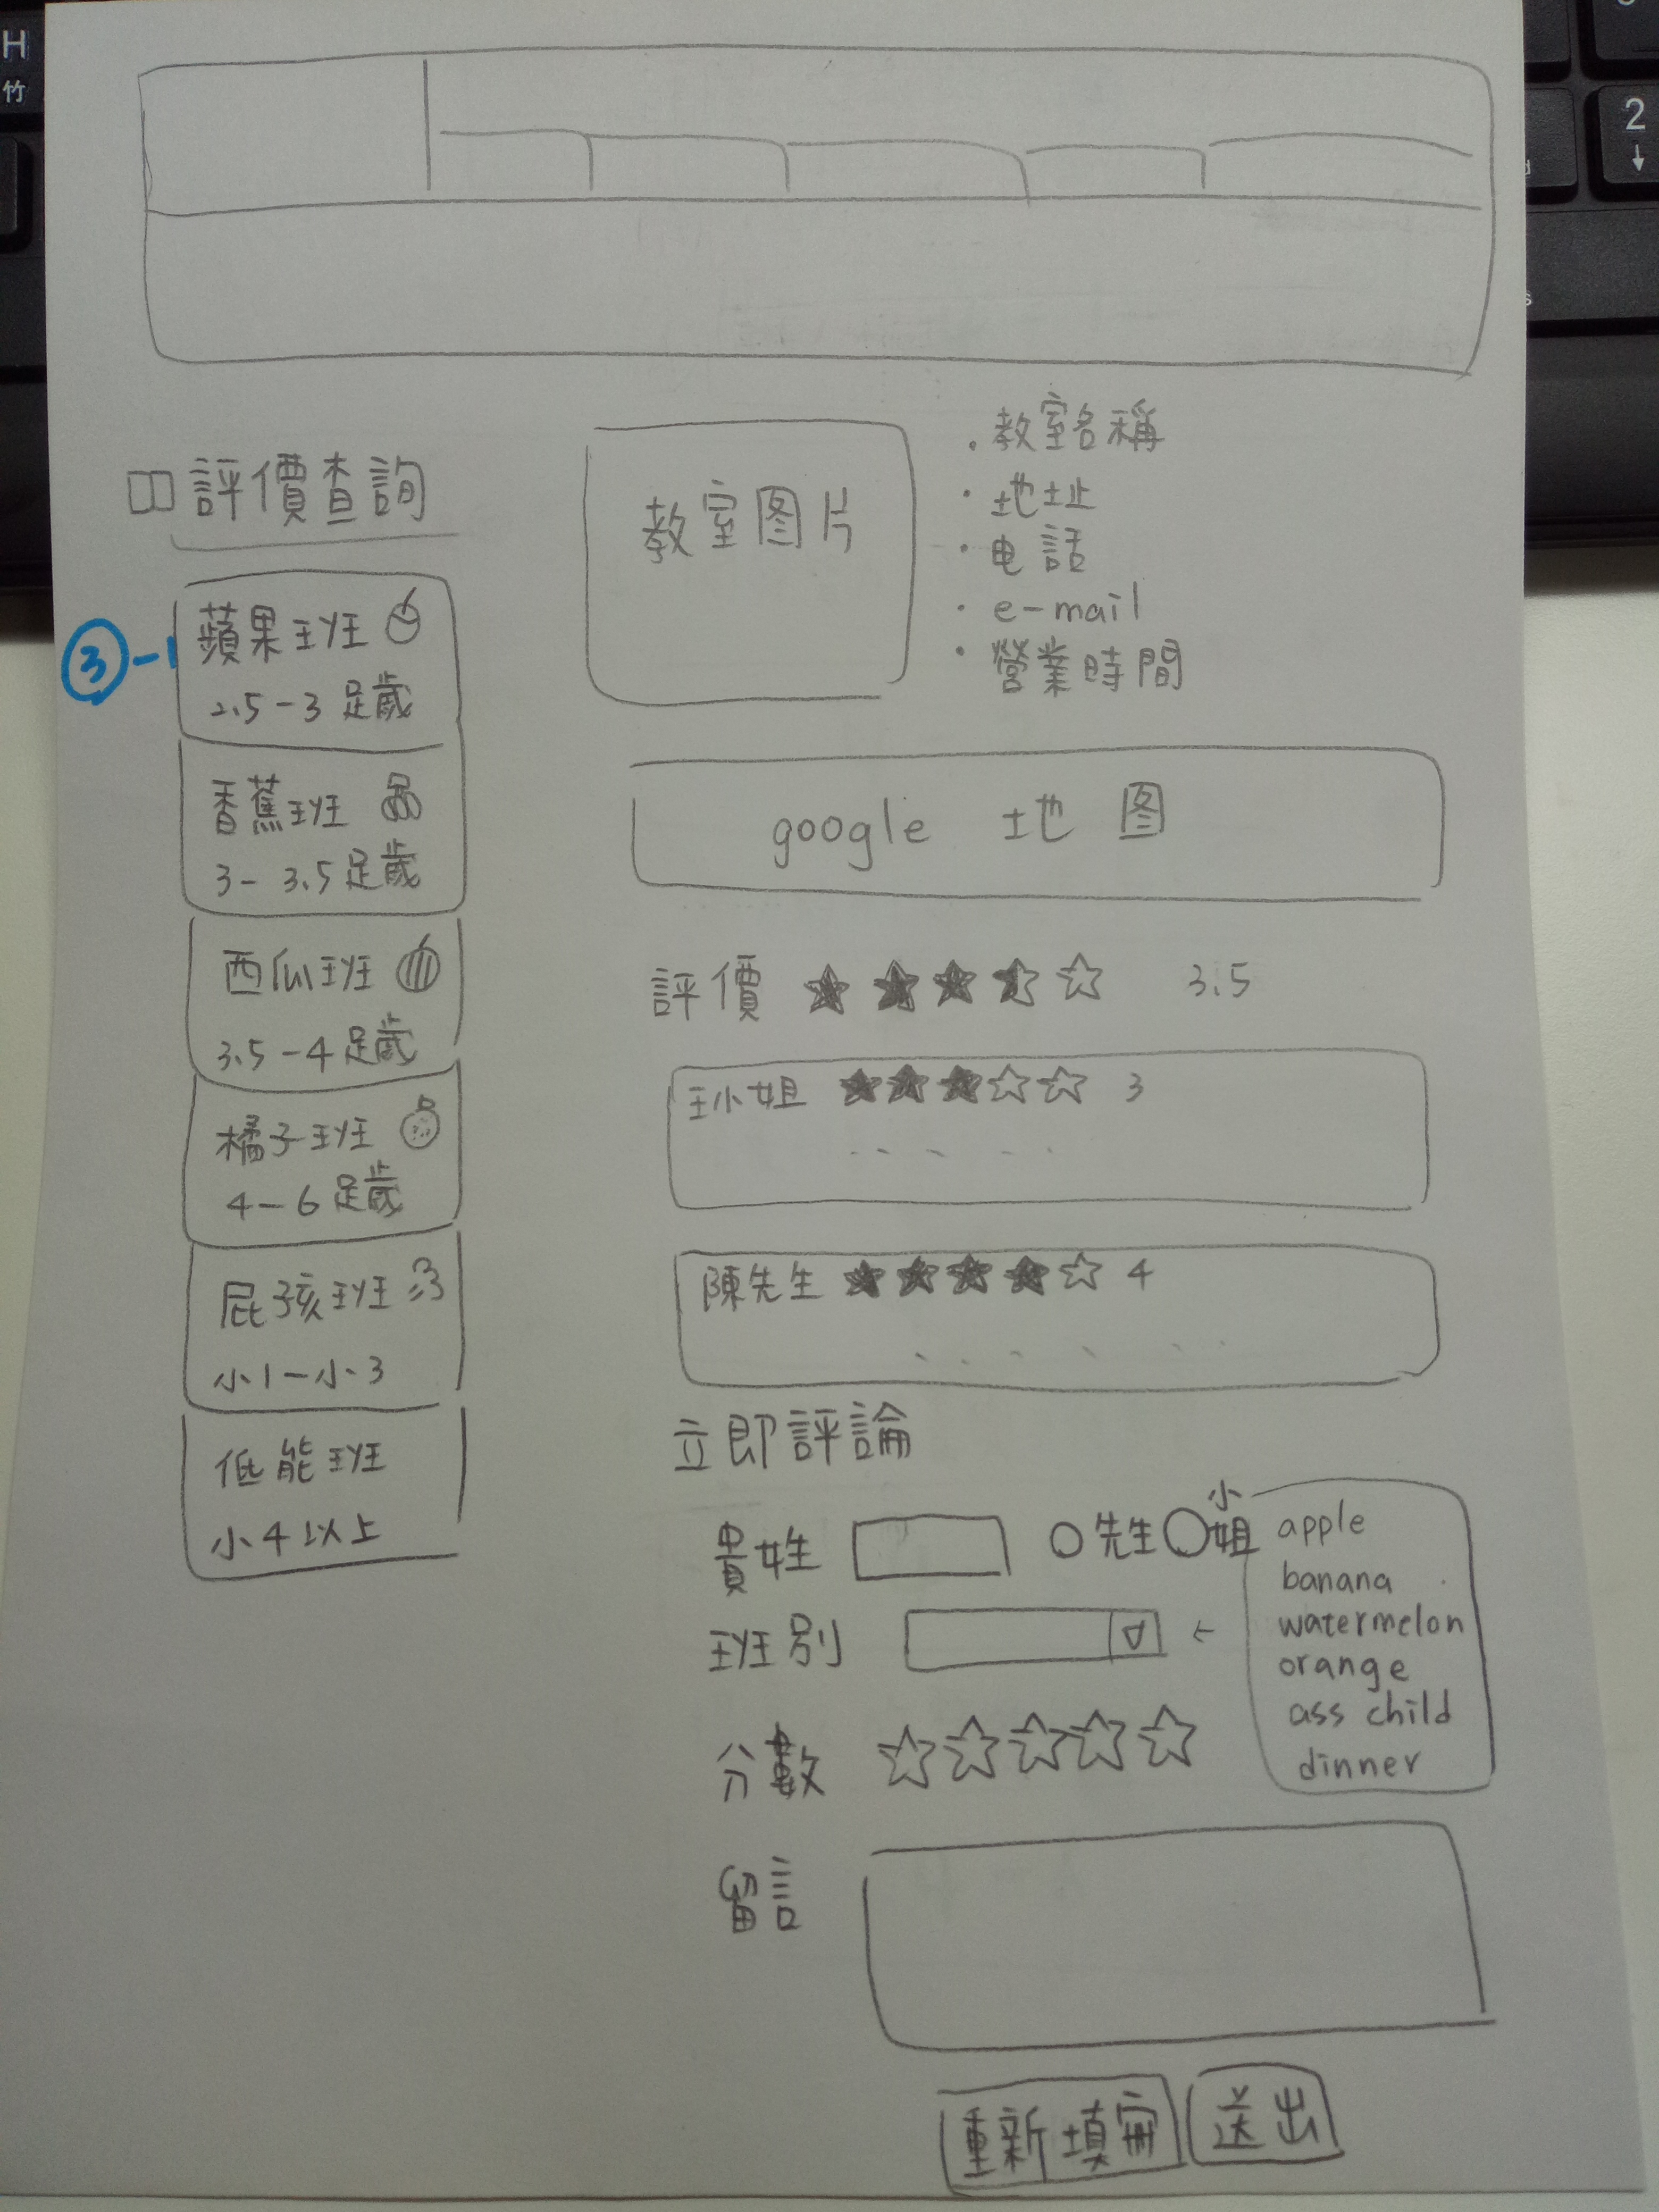 H
竹
2
↓
評價查詢
③-1
蘋果班
2.5-3足歲
香蕉班
3-3.5足歲
西瓜班
3.5-4足歲
橘子班
4-6足歲
屁孩班
小1-小3
低能班
小4以上
教室图片
．教室名稱
・地址
・电話
・e-mail
・營業時間
google 地图
評價 ★★★☆ 3.5
王小姐 ★★★☆☆ 3
陳先生 ★★★★☆ 4
立即評論
貴姓 ○先生○小姐
班別 ←
apple
banana
watermelon
orange
ass child
dinner
分數 ☆☆☆☆☆
留言
重新填寫
送出